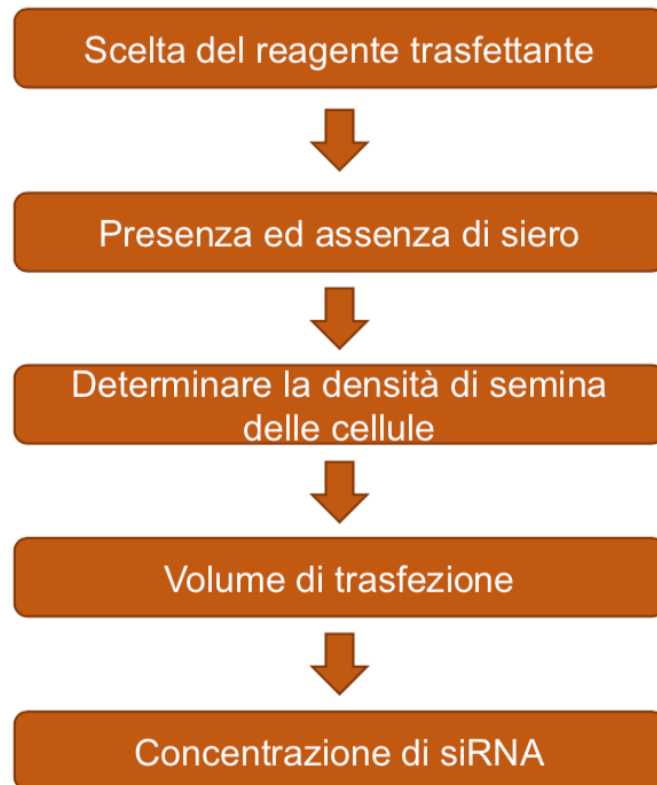 Scelta del reagente trasfettante
Presenza ed assenza di siero
Determinare la densità di semina
delle cellule
Volume di trasfezione
Concentrazione di siRNA